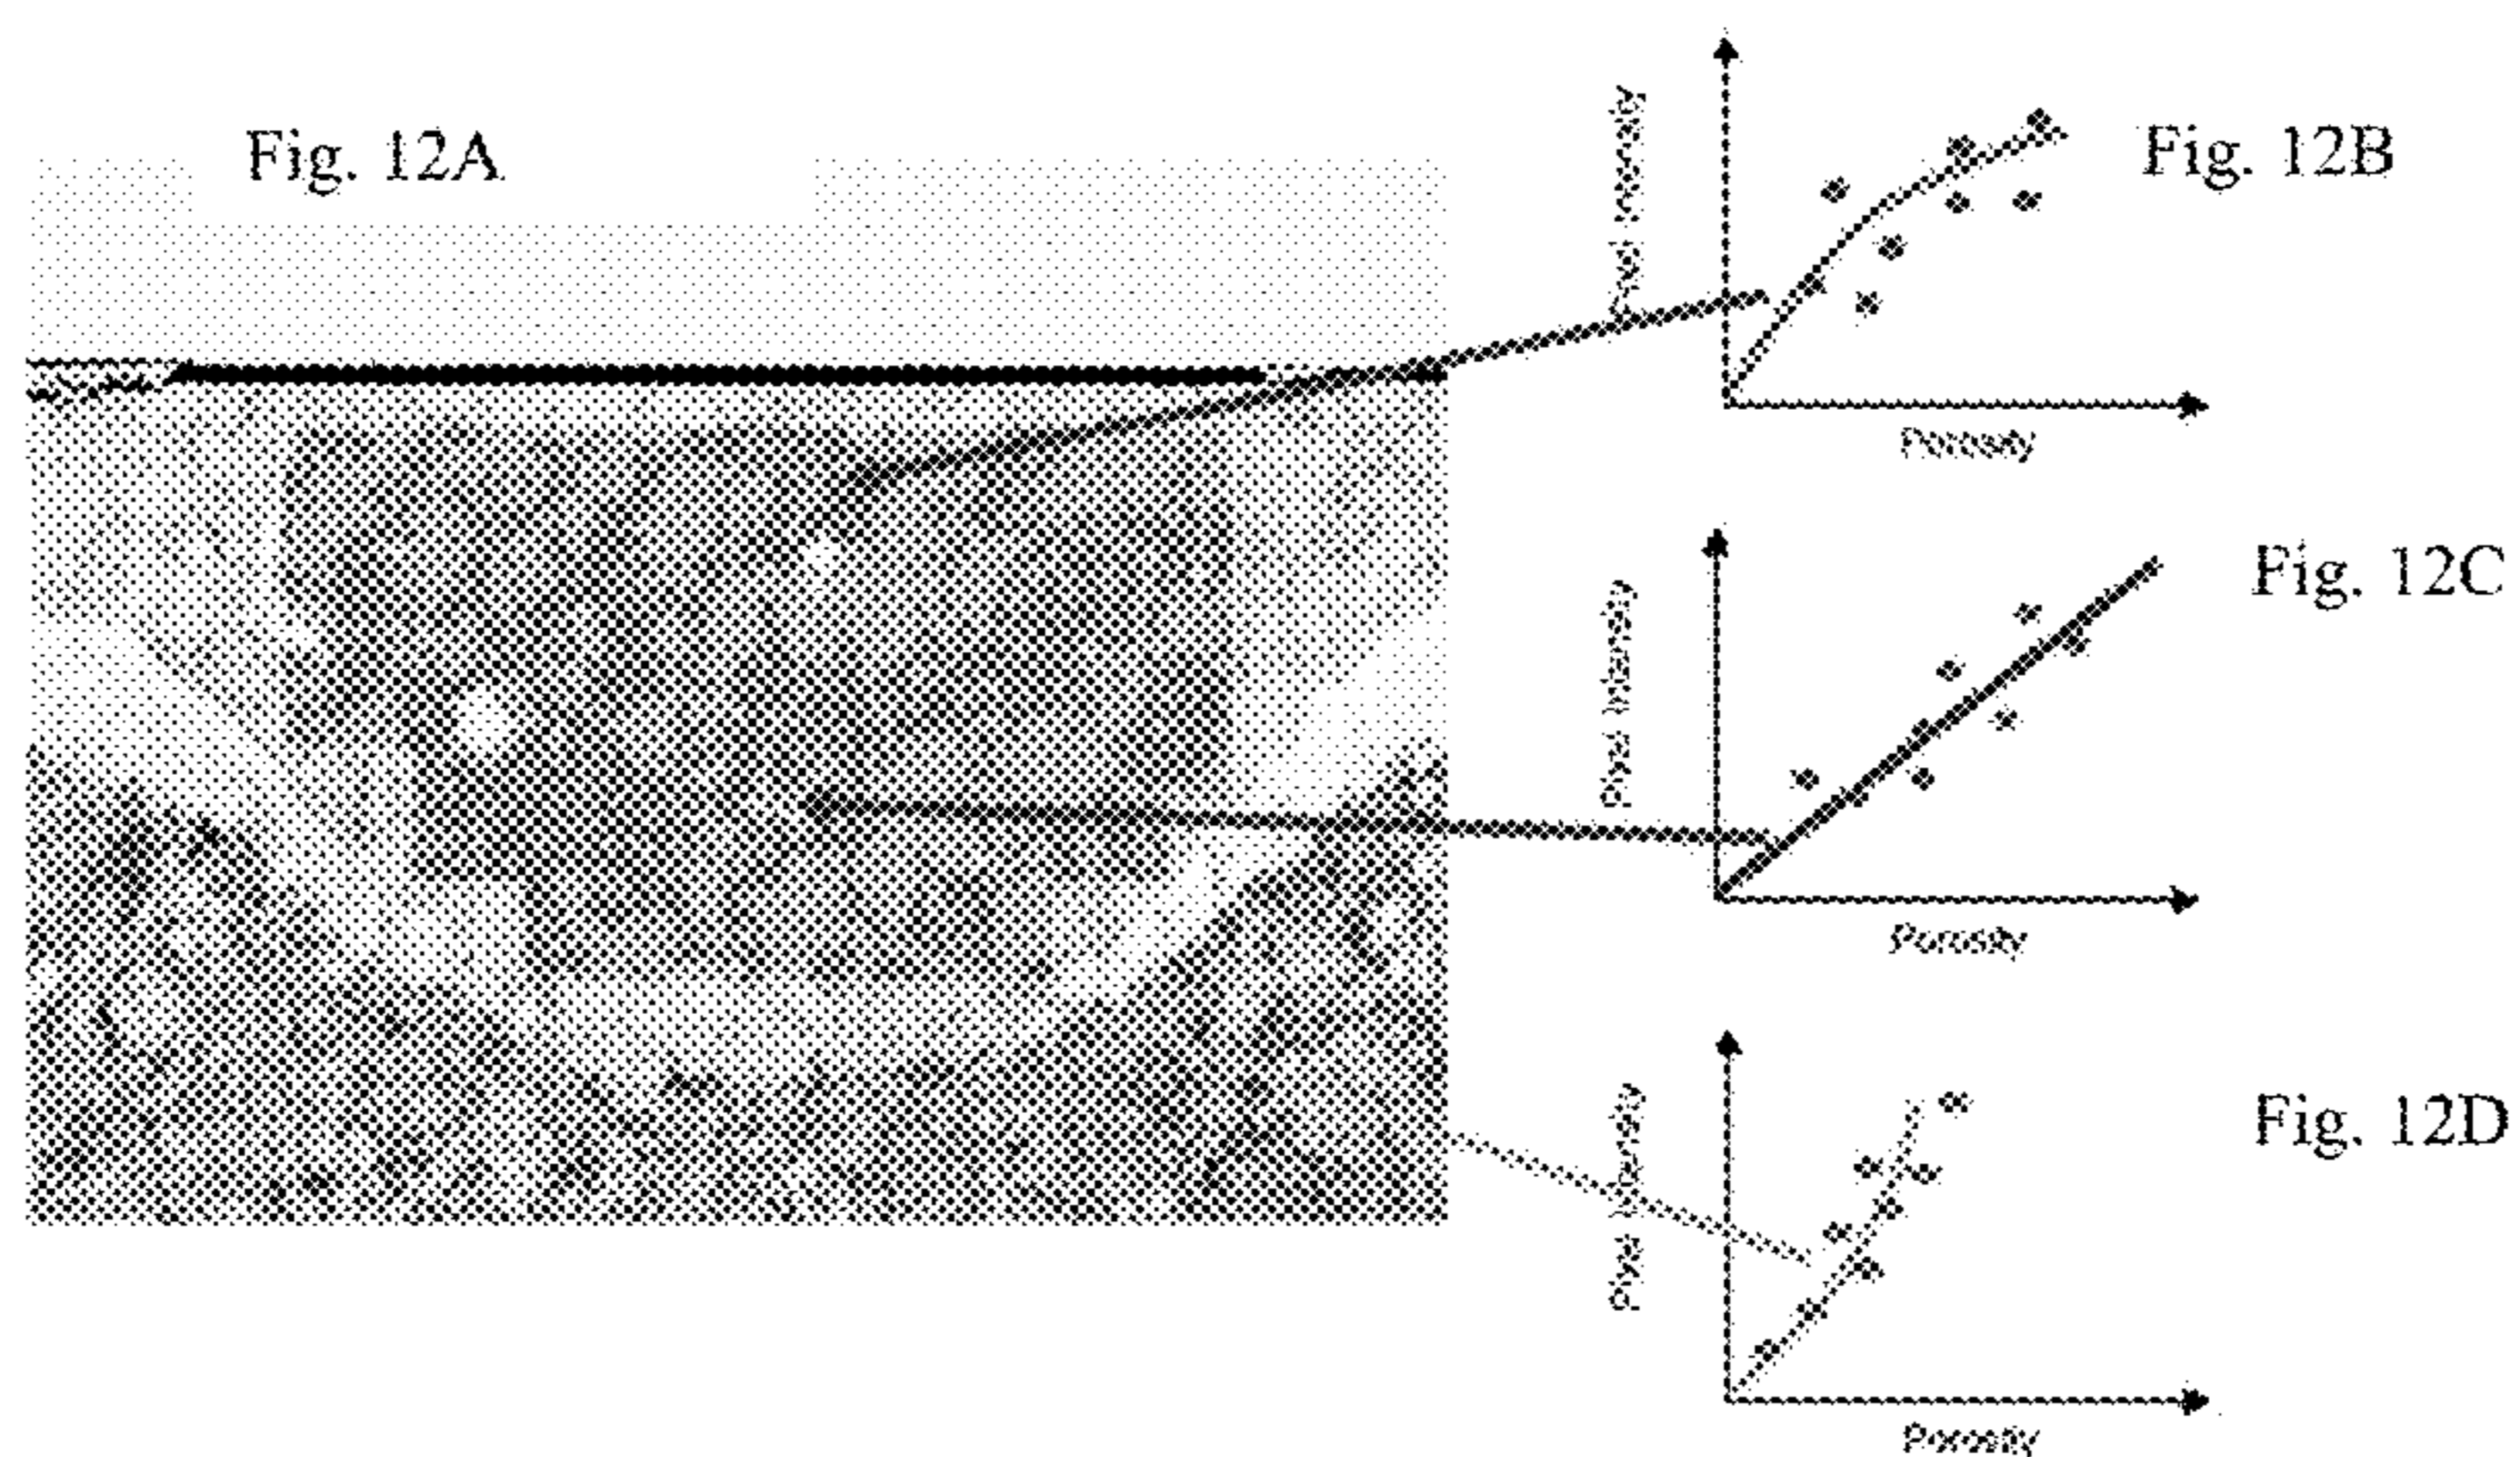 Fig. 12A
Fig. 12B
Porosity
Pixel Intensity
Fig. 12C
Porosity
Fig. 12D
Porosity